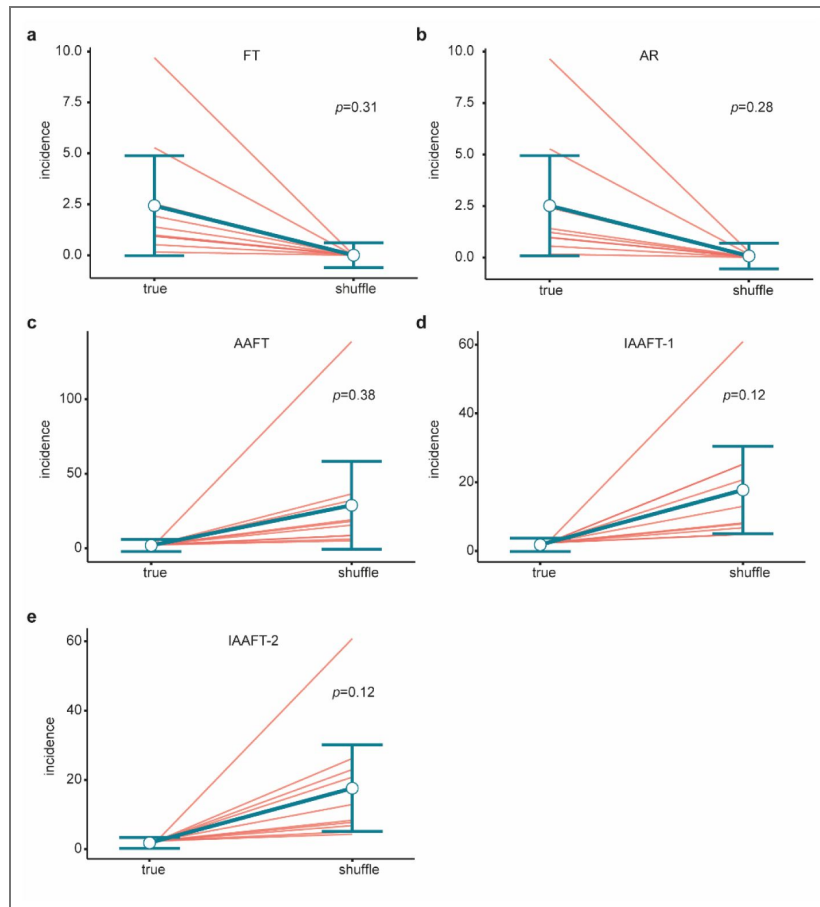 a
FT
10.0
7.5
5.0
2.5
0.0
incidence
p=0.31
true
shuffle
b
AR
10.0
7.5
5.0
2.5
0.0
incidence
p=0.28
true
shuffle
c
AAFT
100
50
0
incidence
p=0.38
true
shuffle
d
IAAFT-1
60
40
20
0
incidence
p=0.12
true
shuffle
e
IAAFT-2
60
40
20
0
incidence
p=0.12
true
shuffle